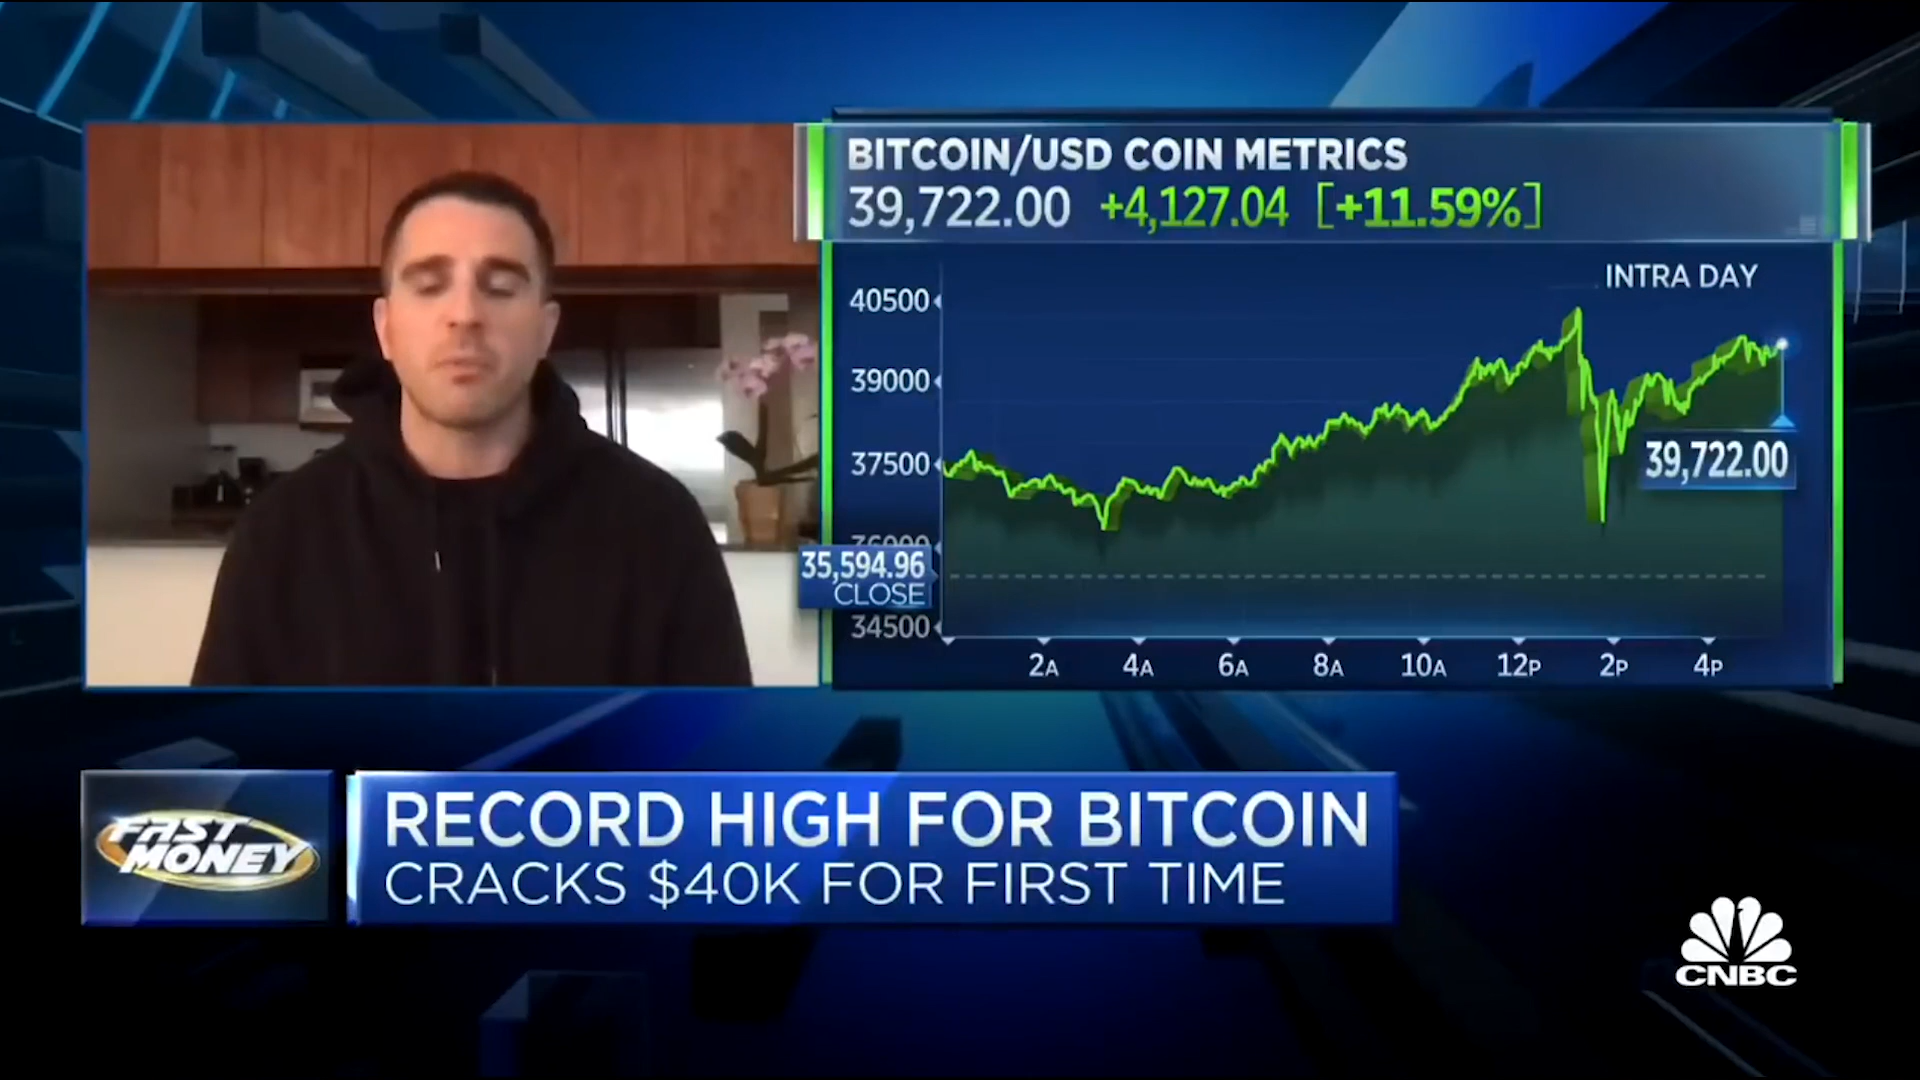 BITCOIN/USD COIN METRICS
39,722.00 +4,127.04 [+11.59%]
INTRA DAY
40500
39000
37500
39,722.00
36000
35,594.96
CLOSE
34500
2A 4A 6A 8A 10A 12P 2P 4P
FAST
MONEY
RECORD HIGH FOR BITCOIN
CRACKS $40K FOR FIRST TIME
CNBC